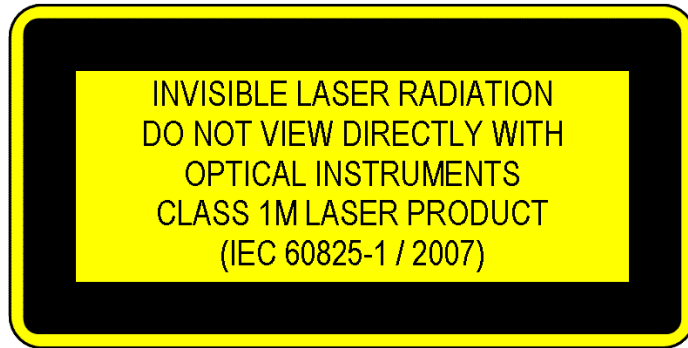 INVISIBLE LASER RADIATION
DO NOT VIEW DIRECTLY WITH
OPTICAL INSTRUMENTS
CLASS 1M LASER PRODUCT
(IEC 60825-1 / 2007)